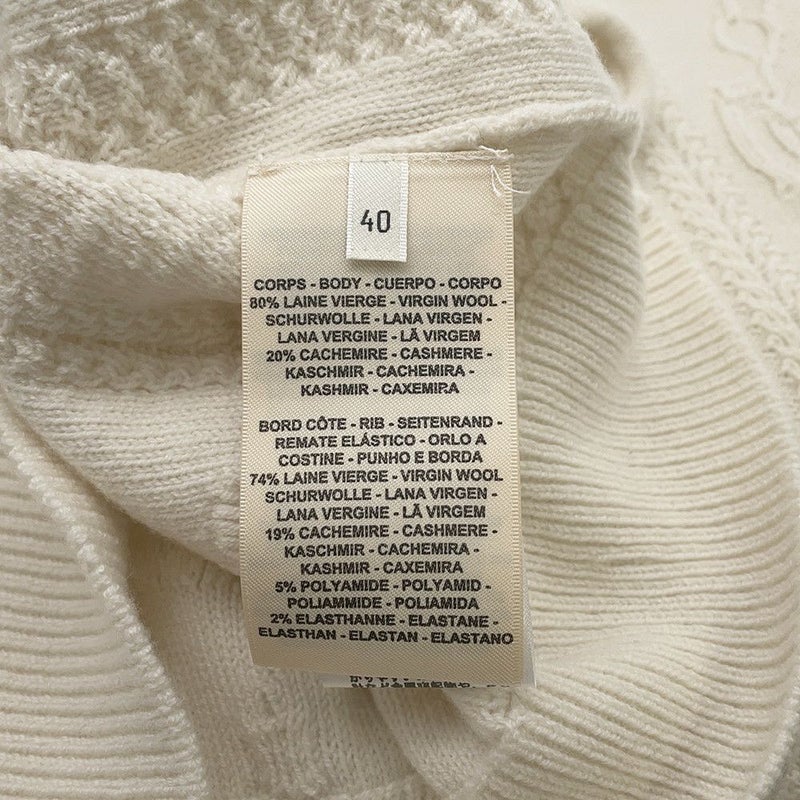 40
CORPS - BODY - CUERPO - CORPO
80% LAINE VIERGE - VIRGIN WOOL -
SCHURWOLLE - LANA VIRGEN -
LANA VERGINE - LÃ VIRGEM
20% CACHEMIRE - CASHMERE -
KASCHMIR - CACHEMIRA -
KASHMIR - CAXEMIRA
BORD CÔTE - RIB - SEITENRAND -
REMATE ELÁSTICO - ORLO A
COSTINE - PUNHO E BORDA
74% LAINE VIERGE - VIRGIN WOOL
SCHURWOLLE - LANA VIRGEN -
LANA VERGINE - LÃ VIRGEM
19% CACHEMIRE - CASHMERE -
KASCHMIR - CACHEMIRA -
KASHMIR - CAXEMIRA
5% POLYAMIDE - POLYAMID -
POLIAMMIDE - POLIAMIDA
2% ELASTHANNE - ELASTANE -
ELASTHAN - ELASTAN - ELASTANO